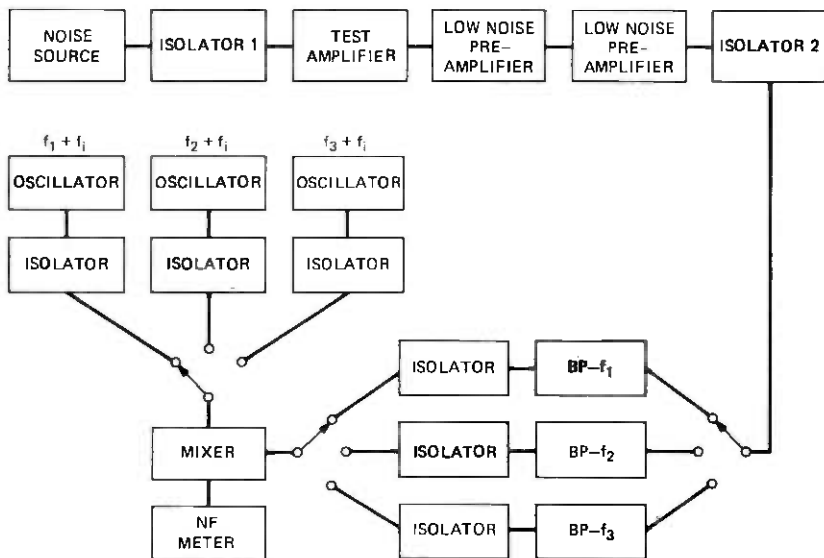 NOISE
SOURCE
ISOLATOR 1
TEST
AMPLIFIER
LOW NOISE
PRE-
AMPLIFIER
LOW NOISE
PRE-
AMPLIFIER
ISOLATOR 2
f₁ + fᵢ
f₂ + fᵢ
f₃ + fᵢ
OSCILLATOR
OSCILLATOR
OSCILLATOR
ISOLATOR
ISOLATOR
ISOLATOR
ISOLATOR
BP–f₁
MIXER
ISOLATOR
BP–f₂
NF
METER
ISOLATOR
BP–f₃